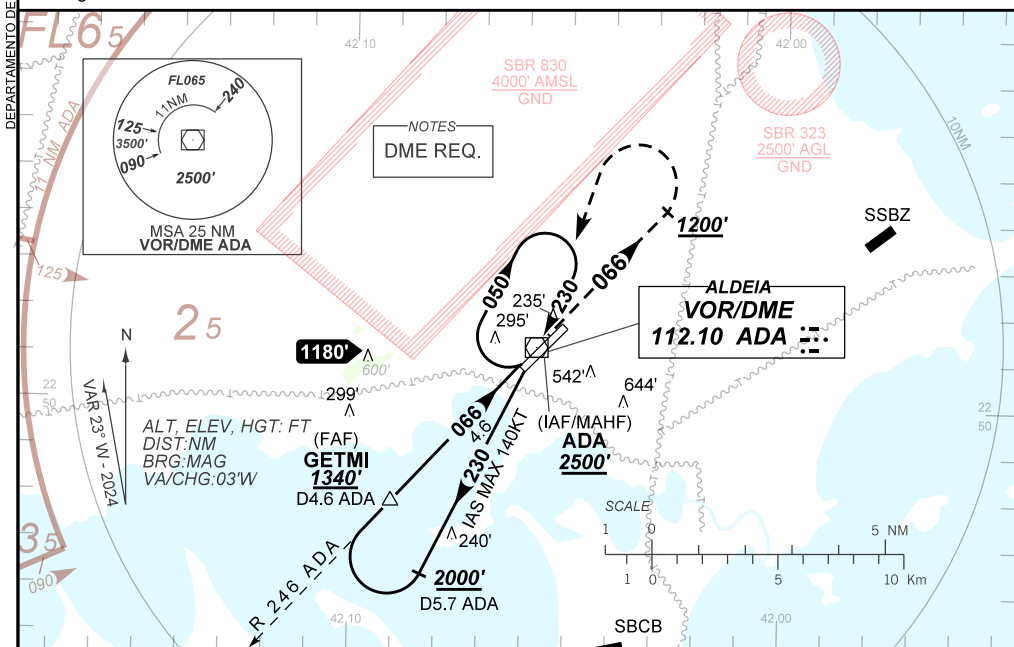 DEPARTAMENTO DE
FL65
42 10
42 00
FL065
11NM
240
125
3500'
090
2500'
MSA 25 NM
VOR/DME ADA
11 NM ADA
NOTES
DME REQ.
SBR 830
4000' AMSL
GND
SBR 323
2500' AGL
GND
10NM
SSBZ
1200'
066
050
230
235'
295'
ALDEIA
VOR/DME
112.10 ADA
125
25
1180'
600'
299'
542'
644'
N
VAR 23° W - 2024
22
50
22
50
ALT, ELEV, HGT: FT
DIST:NM
BRG:MAG
VA/CHG:03'W
(FAF)
GETMI
1340'
D4.6 ADA
066
4.6
230
IAS MAX 140KT
(IAF/MAHF)
ADA
2500'
SCALE
1 0 5 NM
1 0 5 10 Km
35
090
240'
2000'
D5.7 ADA
R_246_ADA
42 10
42 00
SBCB